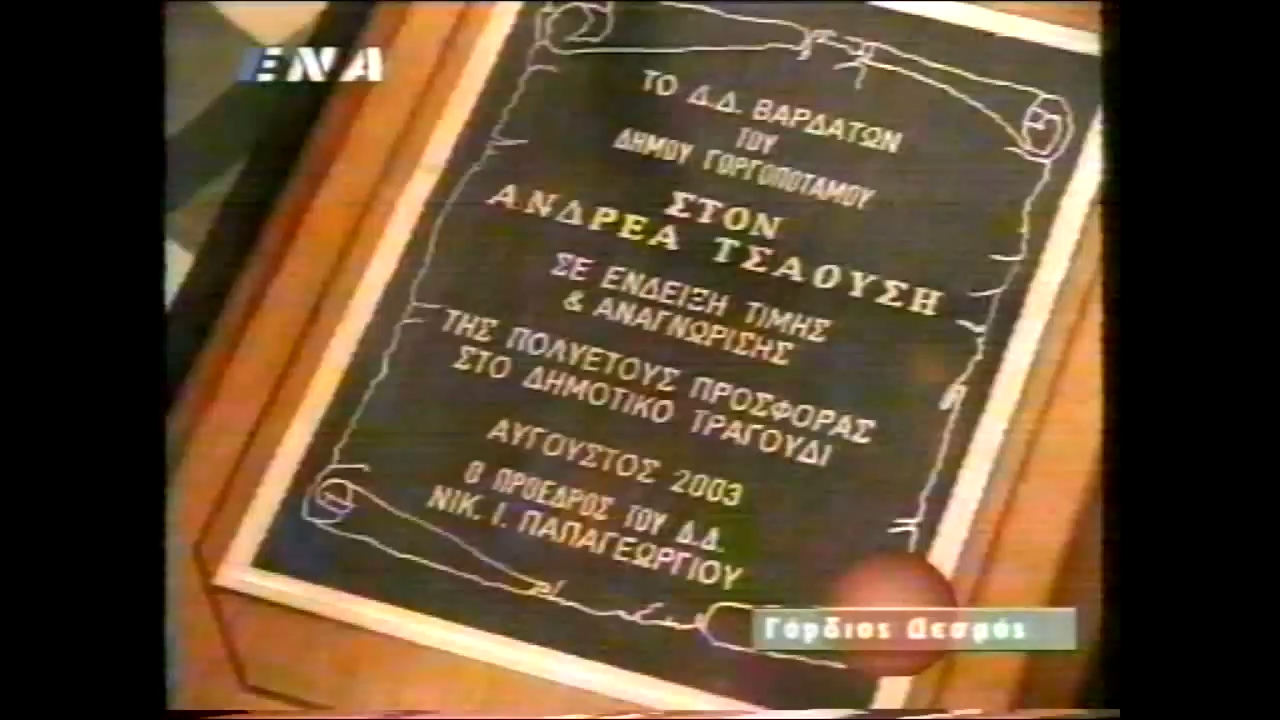 ΕΝΑ
ΤΟ Δ.Δ. ΒΑΡΔΑΤΩΝ
ΤΟΥ
ΔΗΜΟΥ ΓΟΡΓΟΠΟΤΑΜΟΥ
ΣΤΟΝ
ΑΝΔΡΕΑ ΤΣΑΟΥΣΗ
ΣΕ ΕΝΔΕΙΞΗ ΤΙΜΗΣ
& ΑΝΑΓΝΩΡΙΣΗΣ
ΤΗΣ ΠΟΛΥΕΤΟΥΣ ΠΡΟΣΦΟΡΑΣ
ΣΤΟ ΔΗΜΟΤΙΚΟ ΤΡΑΓΟΥΔΙ
ΑΥΓΟΥΣΤΟΣ 2003
Ο ΠΡΟΕΔΡΟΣ ΤΟΥ Δ.Δ.
ΝΙΚ. Ι. ΠΑΠΑΓΕΩΡΓΙΟΥ
Γόρδιος Δεσμός